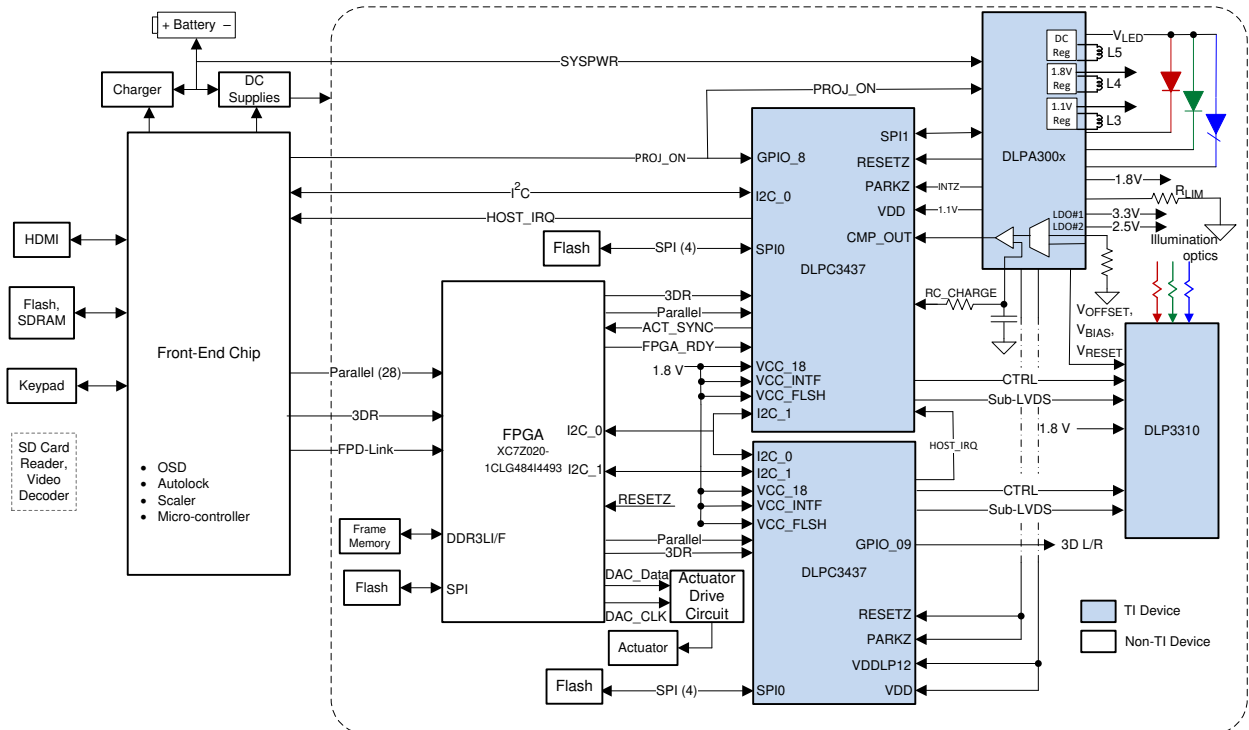 + Battery –
Charger
DC
Supplies
SYSPWR
PROJ_ON
DC
Reg
L5
1.8V
Reg
L4
1.1V
Reg
L3
VLED
DLPA300x
1.8V
RLIM
LDO#1
3.3V
LDO#2
2.5V
Illumination
optics
PROJ_ON
I2C
HOST_IRQ
GPIO_8
I2C_0
SPI1
RESETZ
PARKZ
INTZ
VDD
1.1V
CMP_OUT
Flash
SPI (4)
SPI0
DLPC3437
RC_CHARGE
3DR
Parallel
ACT_SYNC
FPGA_RDY
1.8 V
VCC_18
VCC_INTF
VCC_FLSH
I2C_1
CTRL
Sub-LVDS
VOFFSET,
VBIAS,
VRESET
DLP3310
1.8 V
HDMI
Flash,
SDRAM
Keypad
SD Card
Reader,
Video
Decoder
Front-End Chip
• OSD
• Autolock
• Scaler
• Micro-controller
Parallel (28)
3DR
FPD-Link
FPGA
XC7Z020-
1CLG484I4493
I2C_0
I2C_1
RESETZ
Frame
Memory
DDR3LI/F
Flash
SPI
Parallel
3DR
DAC_Data
DAC_CLK
Actuator
Drive
Circuit
Actuator
Flash
SPI (4)
SPI0
I2C_0
I2C_1
VCC_18
VCC_INTF
VCC_FLSH
HOST_IRQ
CTRL
Sub-LVDS
GPIO_09
3D L/R
DLPC3437
RESETZ
PARKZ
VDDLP12
VDD
TI Device
Non-TI Device